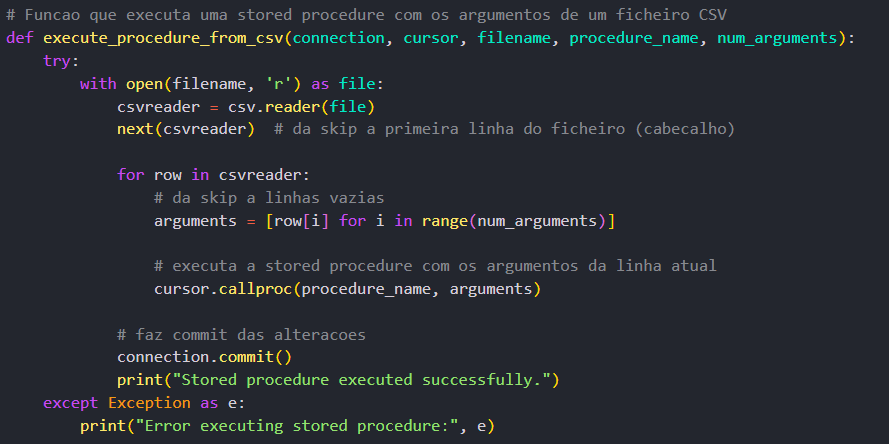 # Funcao que executa uma stored procedure com os argumentos de um ficheiro CSV
def execute_procedure_from_csv(connection, cursor, filename, procedure_name, num_arguments):
    try:
        with open(filename, 'r') as file:
            csvreader = csv.reader(file)
            next(csvreader)  # da skip a primeira linha do ficheiro (cabecalho)

            for row in csvreader:
                # da skip a linhas vazias
                arguments = [row[i] for i in range(num_arguments)]

                # executa a stored procedure com os argumentos da linha atual
                cursor.callproc(procedure_name, arguments)

            # faz commit das alteracoes
            connection.commit()
            print("Stored procedure executed successfully.")
    except Exception as e:
        print("Error executing stored procedure:", e)